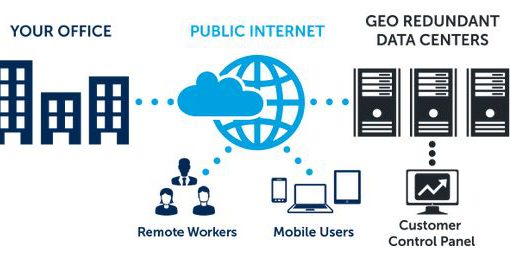 YOUR OFFICE
PUBLIC INTERNET
GEO REDUNDANT
DATA CENTERS
Remote Workers
Mobile Users
Customer
Control Panel